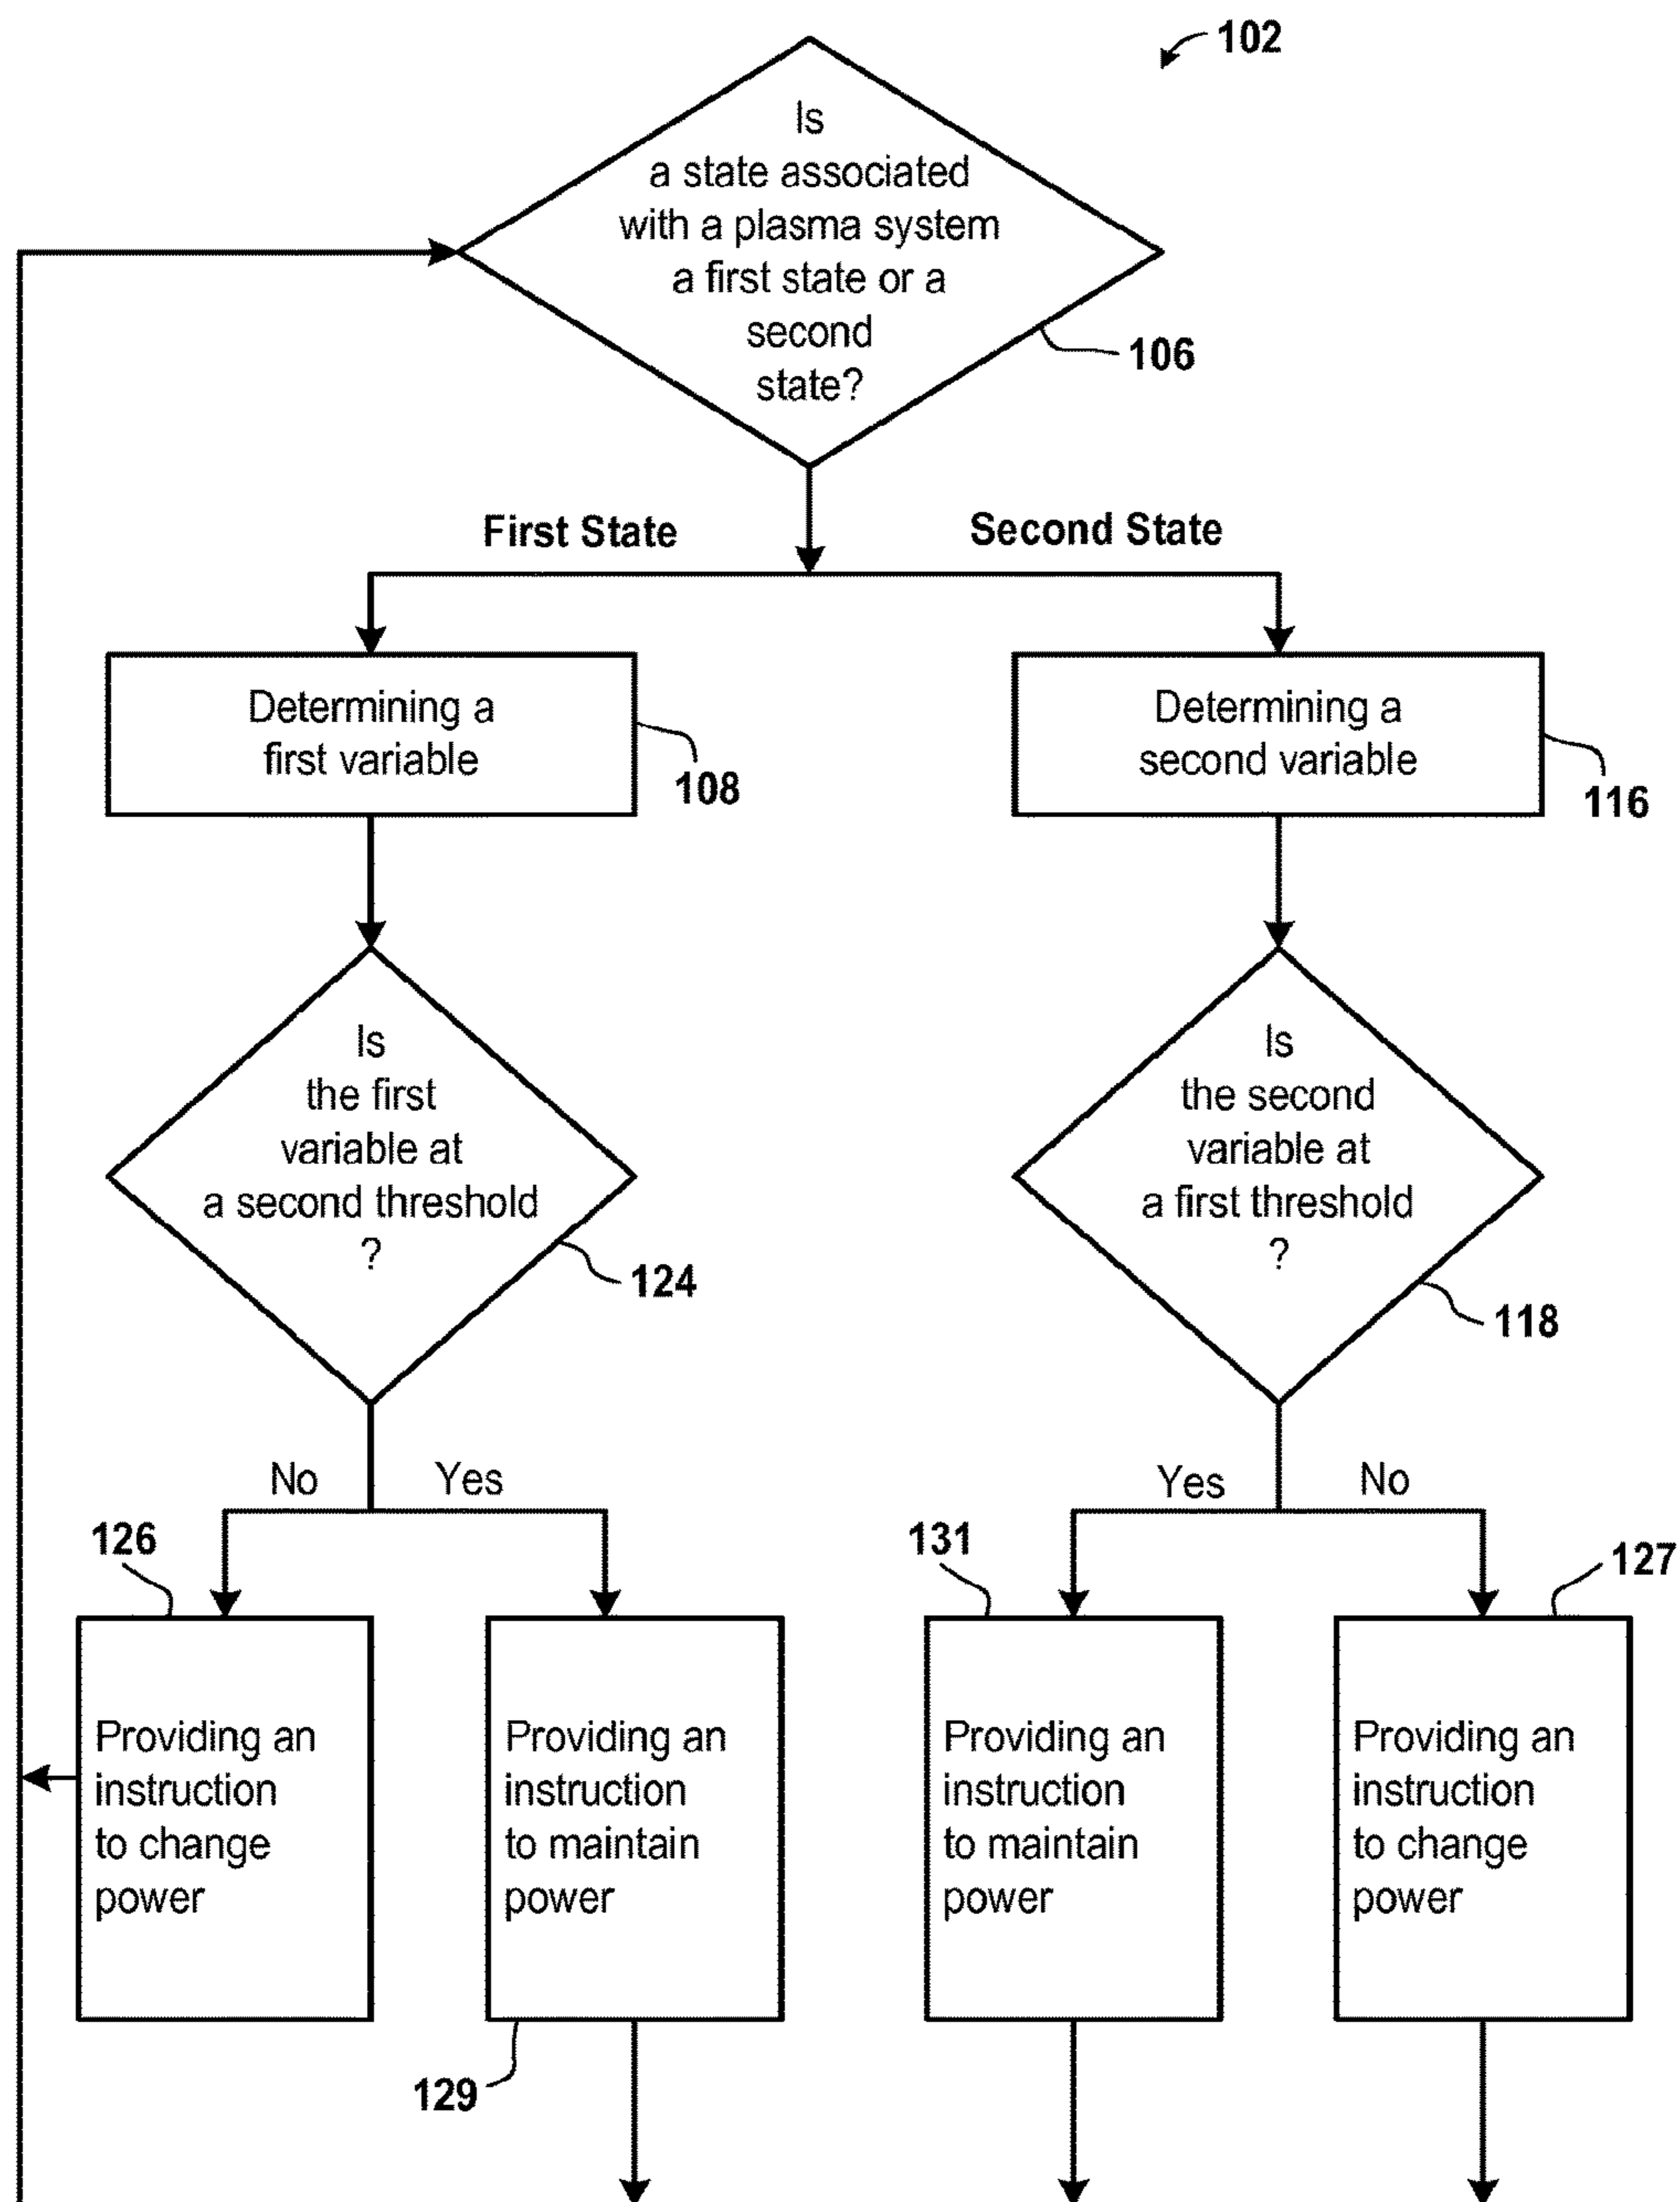 102
Is
a state associated
with a plasma system
a first state or a
second
state?
106
First State
Second State
Determining a
first variable
108
Determining a
second variable
116
Is
the first
variable at
a second threshold
?
124
Is
the second
variable at
a first threshold
?
118
No
Yes
Yes
No
126
131
127
Providing an
instruction
to change
power
Providing an
instruction
to maintain
power
129
Providing an
instruction
to maintain
power
Providing an
instruction
to change
power